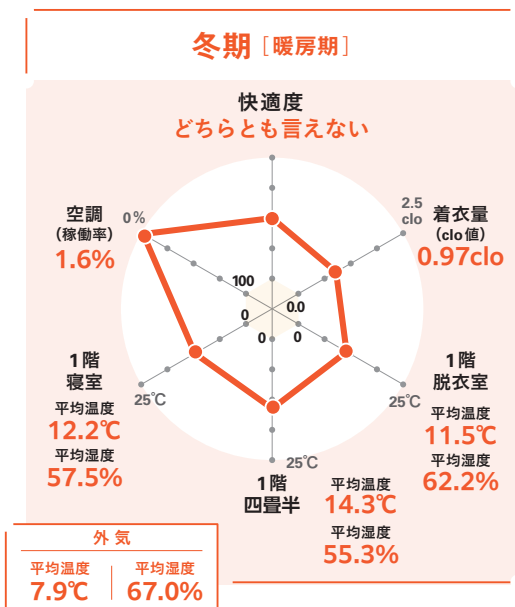 冬期［暖房期］
快適度
どちらとも言えない
空調
（稼働率）
1.6%
0%
2.5
clo
着衣量
（clo値）
0.97clo
100
0.0
0
0
0
1階
寝室
平均温度
12.2℃
平均湿度
57.5%
25℃
25℃
1階
脱衣室
平均温度
11.5℃
平均湿度
62.2%
25℃
1階
四畳半
平均温度
14.3℃
平均湿度
55.3%
外気
平均温度
7.9℃
平均湿度
67.0%